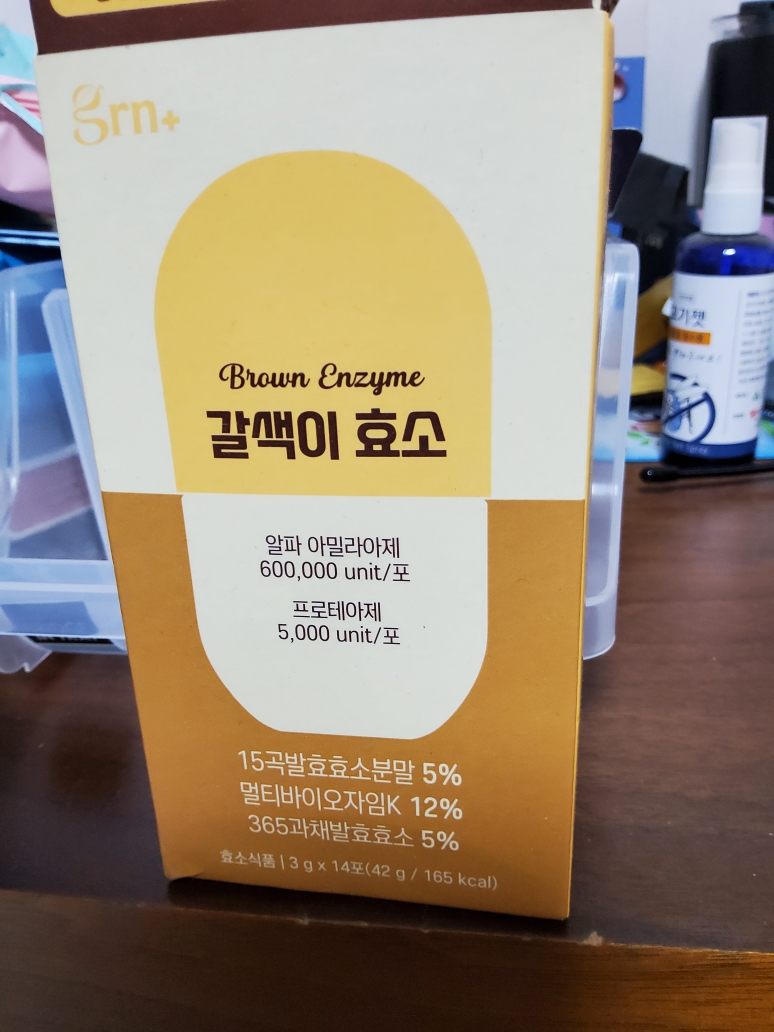 grn+
Brown Enzyme
갈색이 효소
알파 아밀라아제
600,000 unit/포
프로테아제
5,000 unit/포
15곡발효효소분말 5%
멀티바이오자임K 12%
365과채발효효소 5%
효소식품 | 3 g x 14포(42 g / 165 kcal)